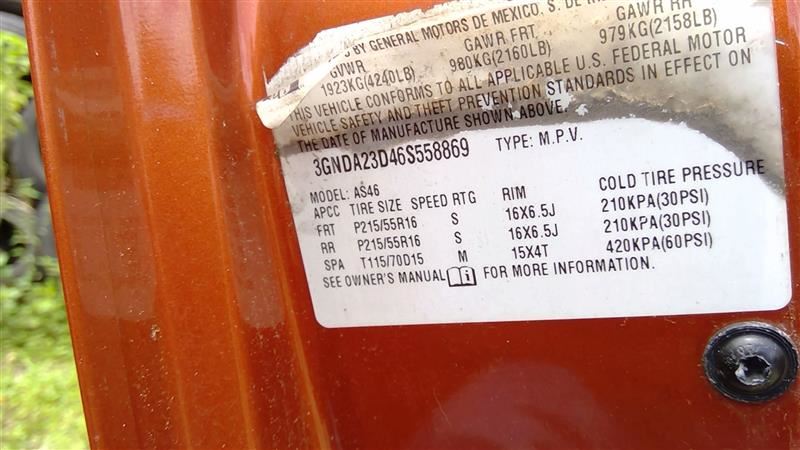 BY GENERAL MOTORS DE MEXICO, S. DE
GVWR GAWR FRT GAWR RR
1923KG(4240LB) 980KG(2160LB) 979KG(2158LB)
THIS VEHICLE CONFORMS TO ALL APPLICABLE U.S. FEDERAL MOTOR
VEHICLE SAFETY AND THEFT PREVENTION STANDARDS IN EFFECT ON
THE DATE OF MANUFACTURE SHOWN ABOVE.
3GNDA23D46S558869 TYPE: M.P.V.
MODEL: AS46
APCC TIRE SIZE SPEED RTG RIM COLD TIRE PRESSURE
FRT P215/55R16 S 16X6.5J 210KPA(30PSI)
RR P215/55R16 S 16X6.5J 210KPA(30PSI)
SPA T115/70D15 M 15X4T 420KPA(60PSI)
SEE OWNER'S MANUAL i FOR MORE INFORMATION.